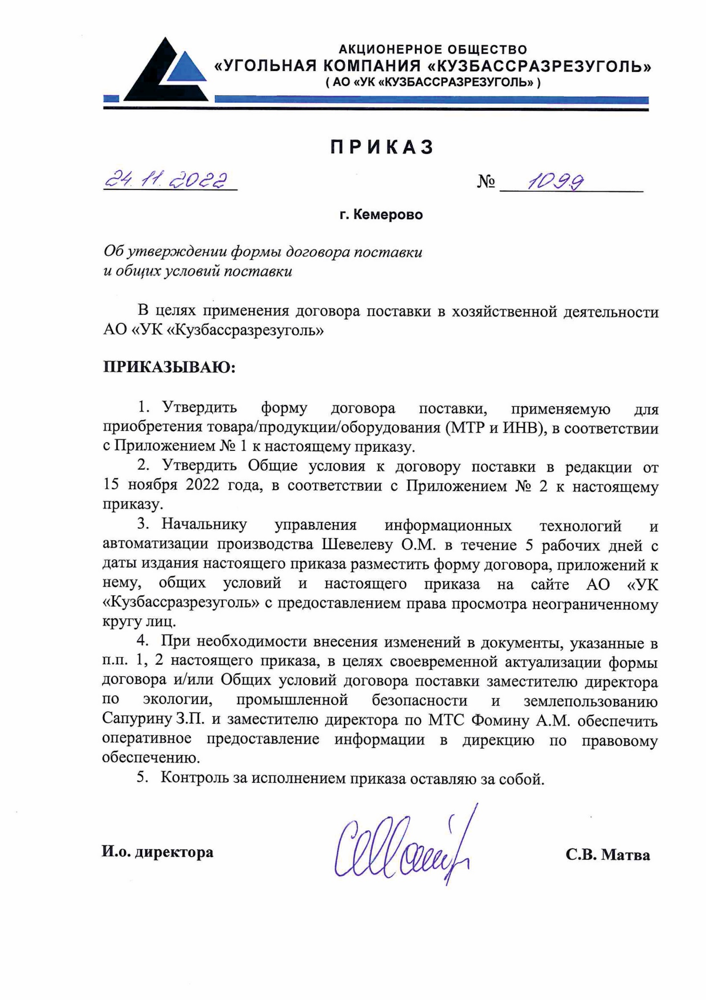 АКЦИОНЕРНОЕ ОБЩЕСТВО
«УГОЛЬНАЯ КОМПАНИЯ «КУЗБАССРАЗРЕЗУГОЛЬ»
( АО «УК «КУЗБАССРАЗРЕЗУГОЛЬ» )
П Р И К А З
24.11.2022 № 1099
г. Кемерово
Об утверждении формы договора поставки
и общих условий поставки
В целях применения договора поставки в хозяйственной деятельности
АО «УК «Кузбассразрезуголь»
ПРИКАЗЫВАЮ:
1. Утвердить форму договора поставки, применяемую для
приобретения товара/продукции/оборудования (МТР и ИНВ), в соответствии
с Приложением № 1 к настоящему приказу.
2. Утвердить Общие условия к договору поставки в редакции от
15 ноября 2022 года, в соответствии с Приложением № 2 к настоящему
приказу.
3. Начальнику управления информационных технологий и
автоматизации производства Шевелеву О.М. в течение 5 рабочих дней с
даты издания настоящего приказа разместить форму договора, приложений к
нему, общих условий и настоящего приказа на сайте АО «УК
«Кузбассразрезуголь» с предоставлением права просмотра неограниченному
кругу лиц.
4. При необходимости внесения изменений в документы, указанные в
п.п. 1, 2 настоящего приказа, в целях своевременной актуализации формы
договора и/или Общих условий договора поставки заместителю директора
по экологии, промышленной безопасности и землепользованию
Сапурину З.П. и заместителю директора по МТС Фомину А.М. обеспечить
оперативное предоставление информации в дирекцию по правовому
обеспечению.
5. Контроль за исполнением приказа оставляю за собой.
И.о. директора С.В. Матва